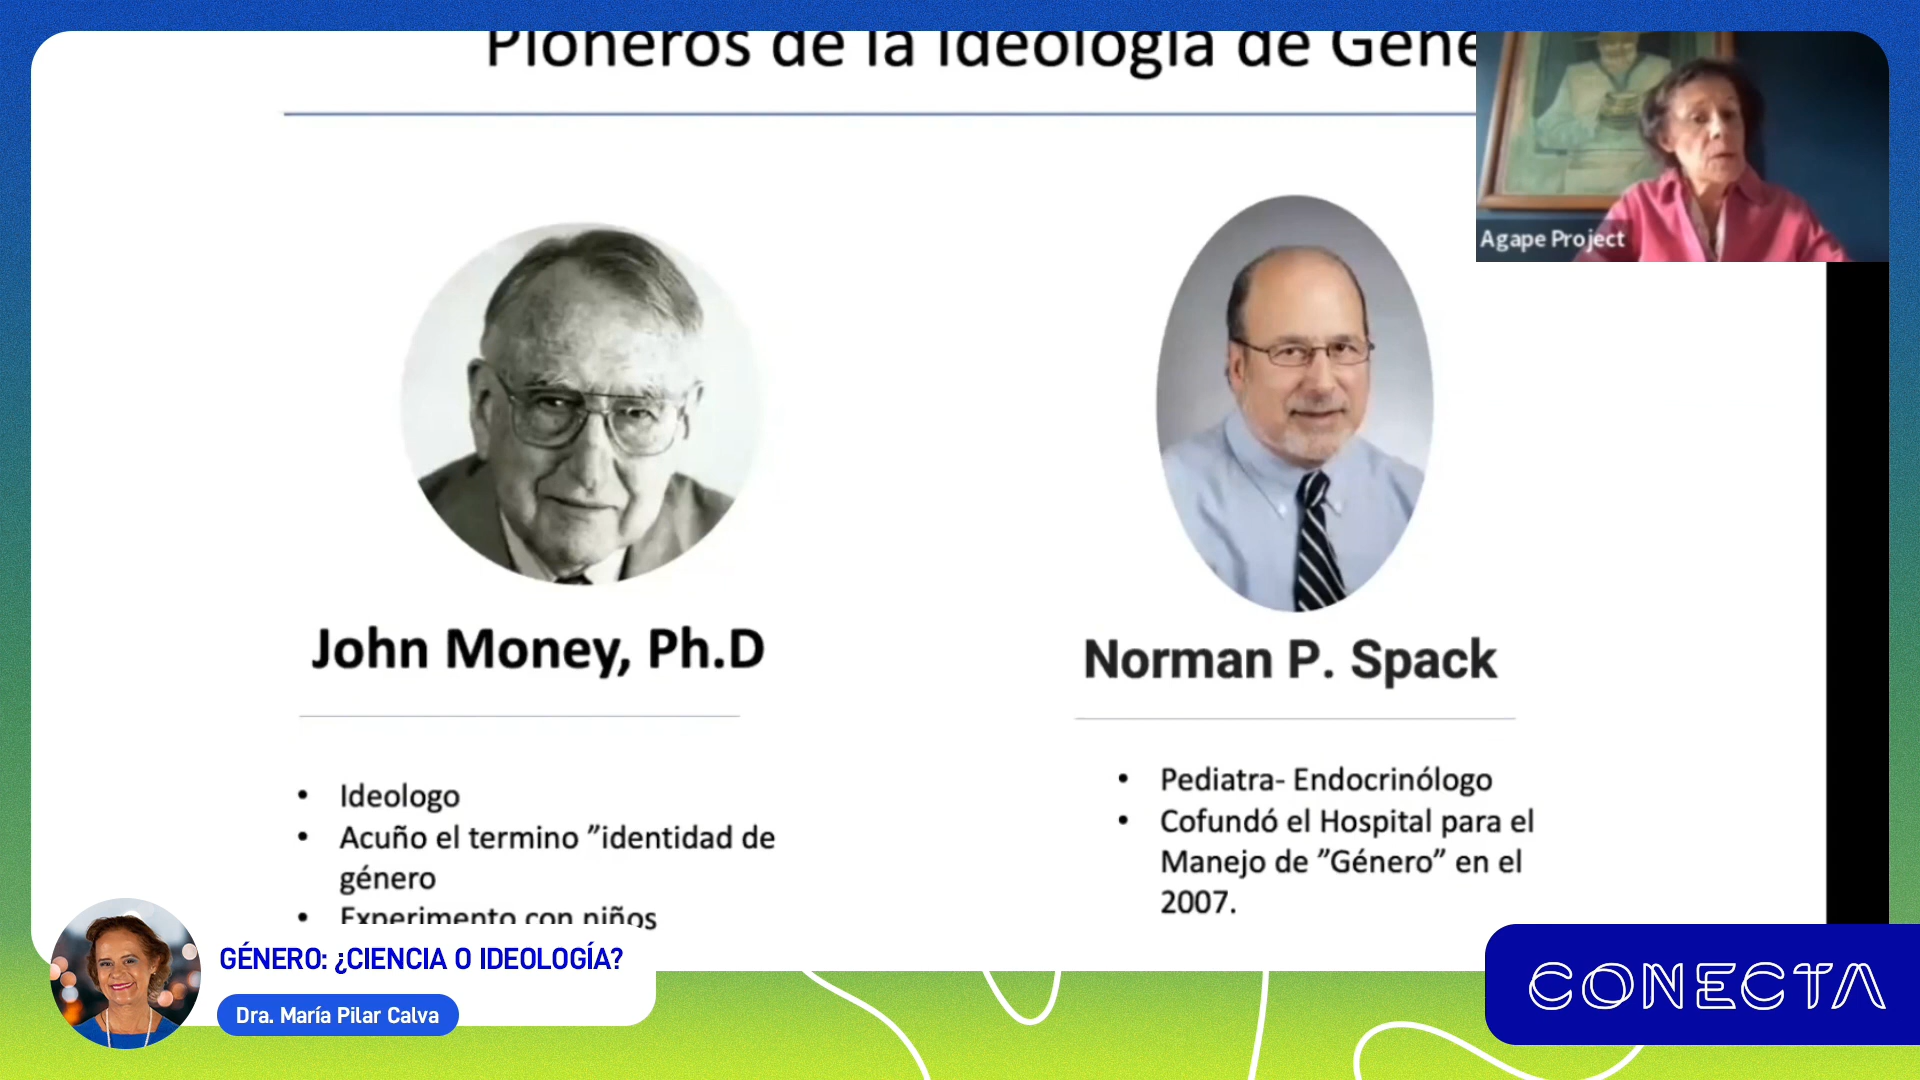 Pioneros de la Ideología de Géne
Agape Project
John Money, Ph.D
Norman P. Spack
• Ideologo
• Acuño el termino ”identidad de
género
• Experimento con niños
• Pediatra- Endocrinólogo
• Cofundó el Hospital para el
Manejo de ”Género” en el
2007.
GÉNERO: ¿CIENCIA O IDEOLOGÍA?
Dra. María Pilar Calva
CONECTA